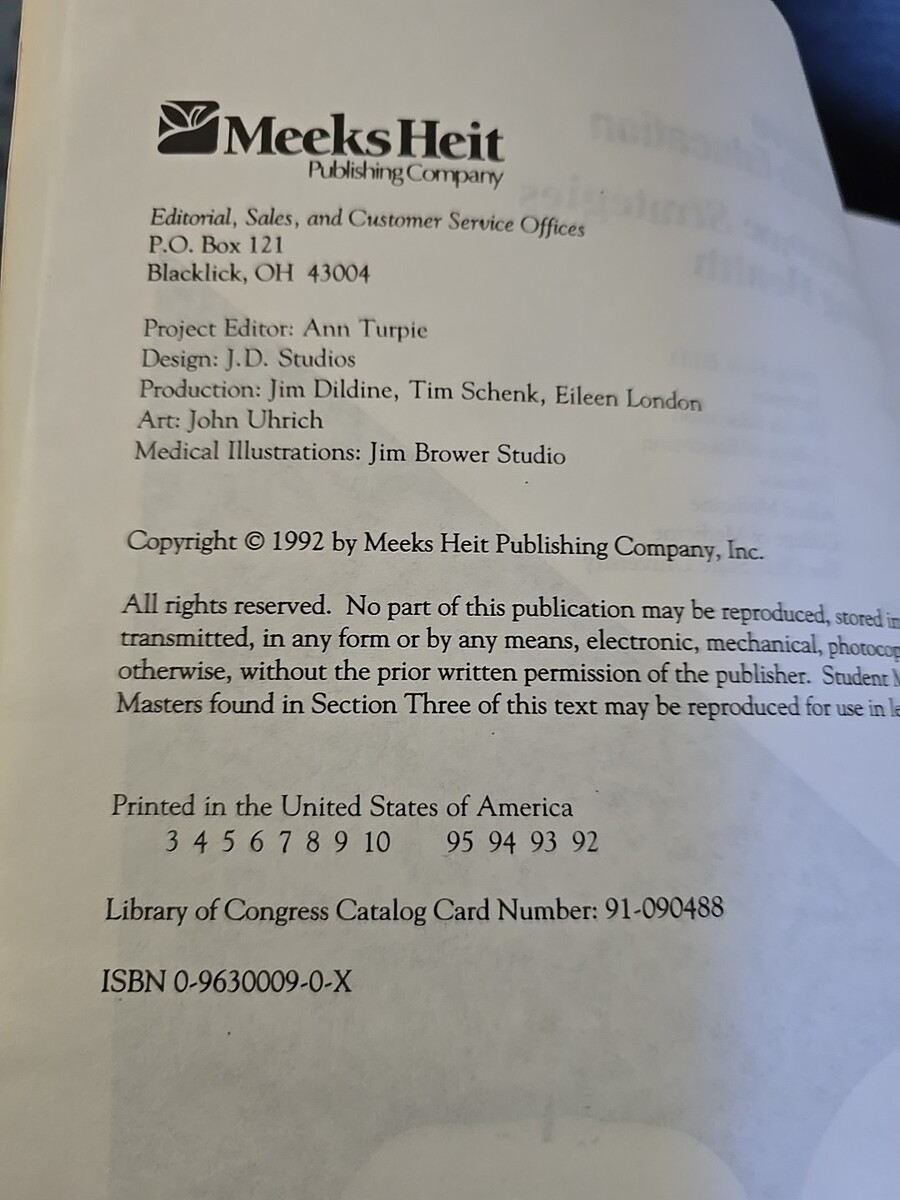 Meeks Heit
Publishing Company
Editorial, Sales, and Customer Service Offices
P.O. Box 121
Blacklick, OH 43004
Project Editor: Ann Turpie
Design: J.D. Studios
Production: Jim Dildine, Tim Schenk, Eileen London
Art: John Uhrich
Medical Illustrations: Jim Brower Studio
Copyright © 1992 by Meeks Heit Publishing Company, Inc.
All rights reserved. No part of this publication may be reproduced, stored in
transmitted, in any form or by any means, electronic, mechanical,
otherwise, without the prior written permission of the publisher. Student
Masters found in Section Three of this text may be reproduced for use in
Printed in the United States of America
3 4 5 6 7 8 9 10 95 94 93 92
Library of Congress Catalog Card Number: 91-090488
ISBN 0-9630009-0-X